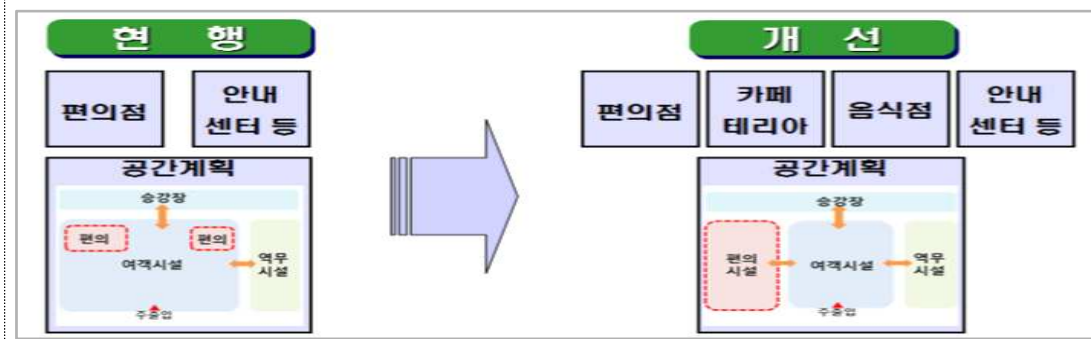 현 행
편의점
안내
센터 등
공간계획
승강장
편의
편의
여객시설
역무
시설
주출입
개 선
편의점
카페
테리아
음식점
안내
센터 등
공간계획
승강장
편의
시설
여객시설
역무
시설
주출입